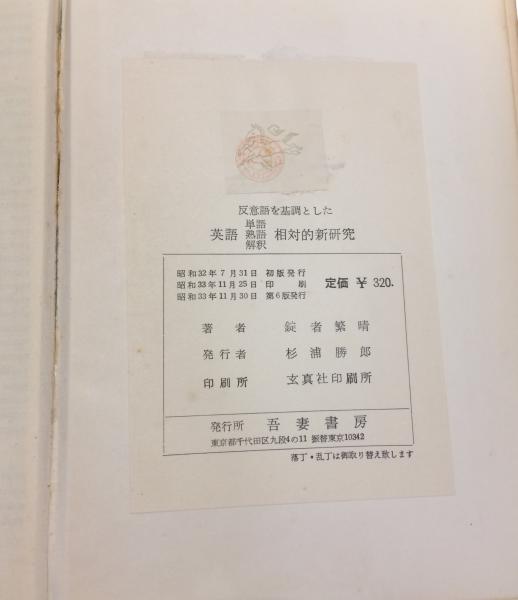 反意語を基調とした
英語 単語 熟語 解釈 相対的新研究
昭和32年7月31日 初版発行
昭和33年11月25日 印刷
昭和33年11月30日 第6版発行
定価 ¥ 320.
著者 錠者繁晴
発行者 杉浦勝郎
印刷所 玄真社印刷所
発行所 吾妻書房
東京都千代田区九段4の11 振替東京10342
落丁・乱丁は御取り替え致します